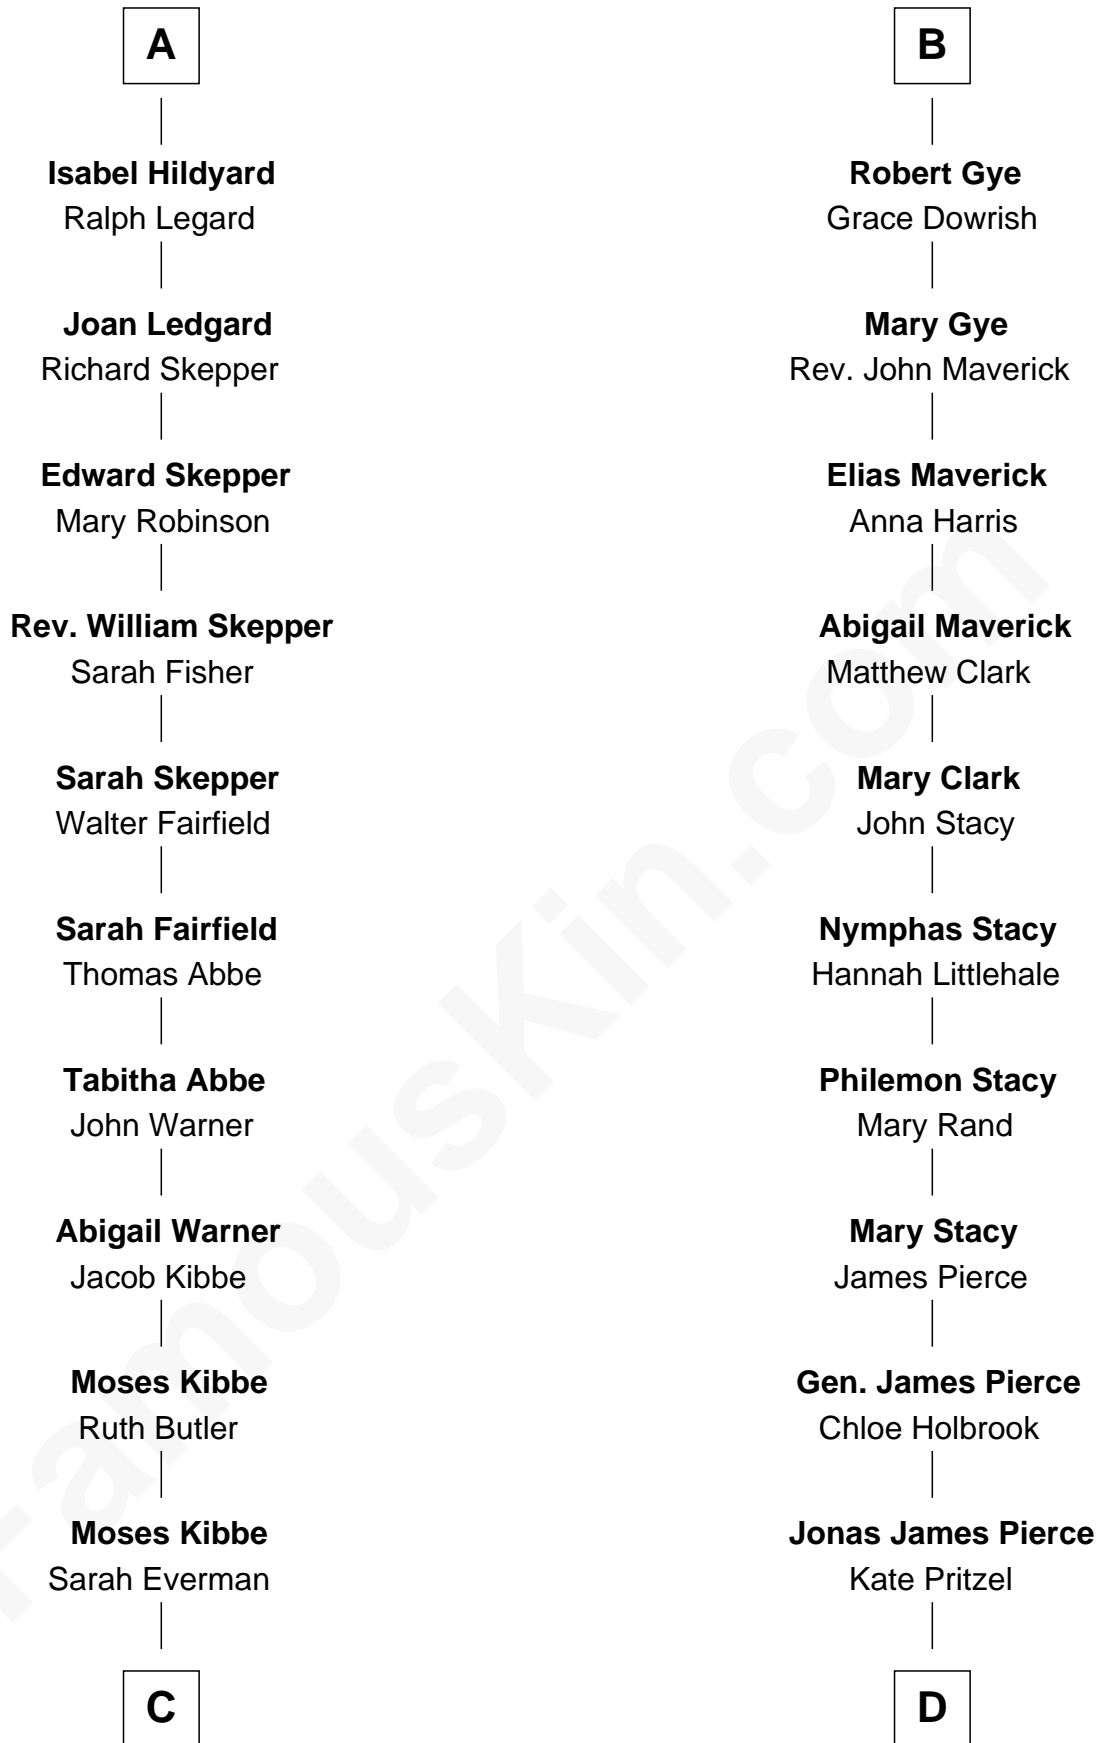 A
Isabel Hildyard
Ralph Legard
Joan Ledgard
Richard Skepper
Edward Skepper
Mary Robinson
Rev. William Skepper
Sarah Fisher
Sarah Skepper
Walter Fairfield
Sarah Fairfield
Thomas Abbe
Tabitha Abbe
John Warner
Abigail Warner
Jacob Kibbe
Moses Kibbe
Ruth Butler
Moses Kibbe
Sarah Everman
C
B
Robert Gye
Grace Dowrish
Mary Gye
Rev. John Maverick
Elias Maverick
Anna Harris
Abigail Maverick
Matthew Clark
Mary Clark
John Stacy
Nymphas Stacy
Hannah Littlehale
Philemon Stacy
Mary Rand
Mary Stacy
James Pierce
Gen. James Pierce
Chloe Holbrook
Jonas James Pierce
Kate Pritzel
D
FamousKin.com